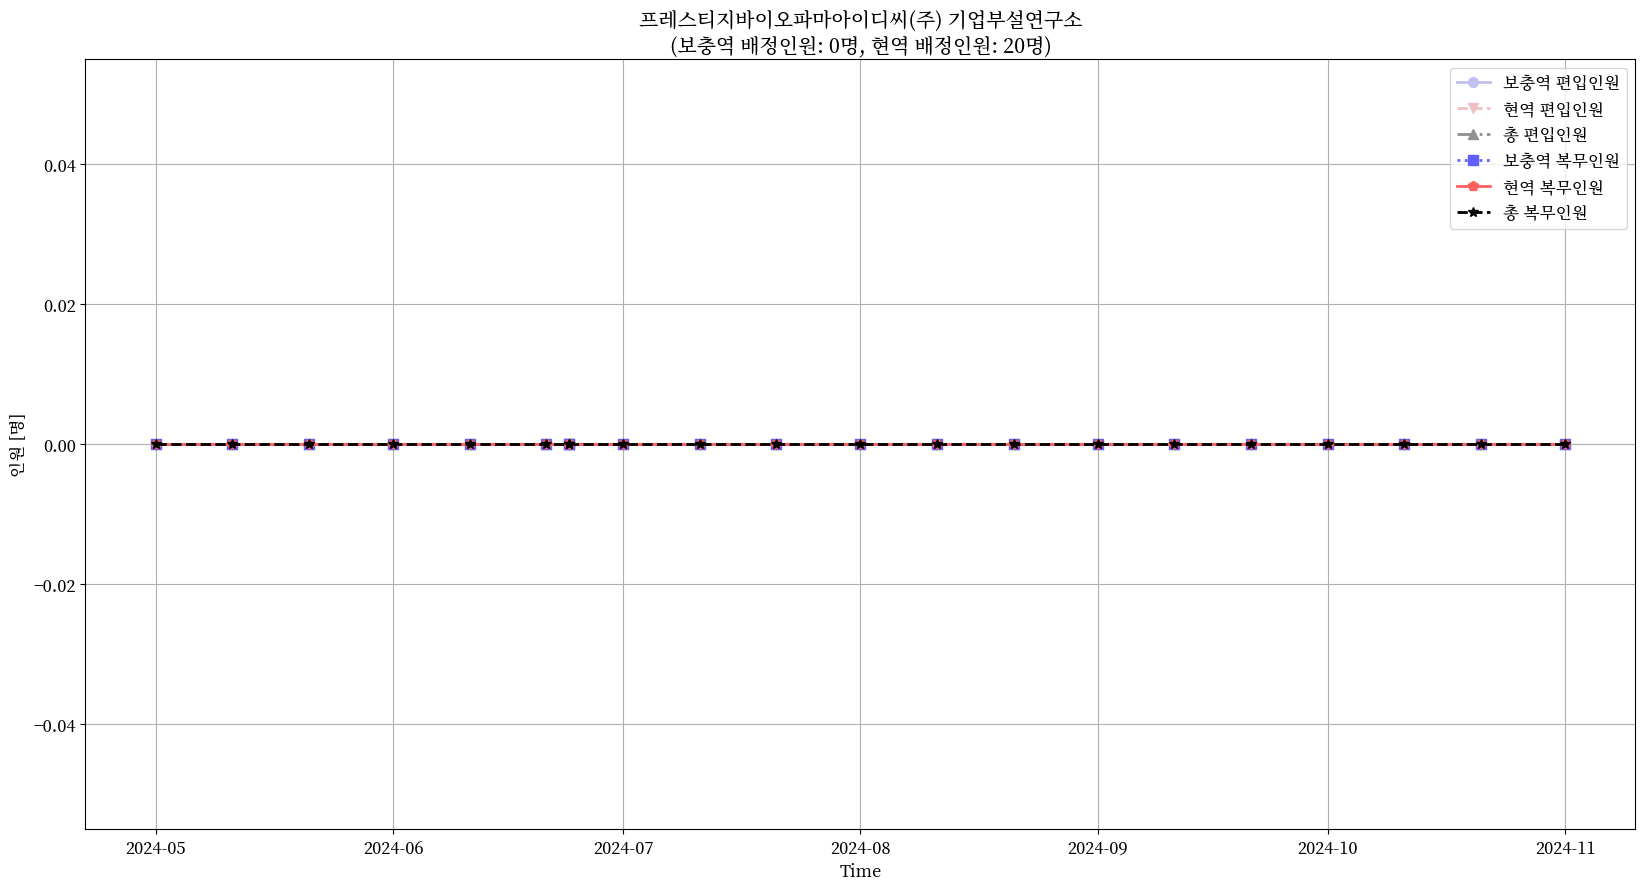 프레스티지바이오파마아이디씨(주) 기업부설연구소
(보충역 배정인원: 0명, 현역 배정인원: 20명)
보충역 편입인원
현역 편입인원
총 편입인원
보충역 복무인원
현역 복무인원
총 복무인원
인원 [명]
0.04
0.02
0.00
−0.02
−0.04
2024-05
2024-06
2024-07
2024-08
2024-09
2024-10
2024-11
Time